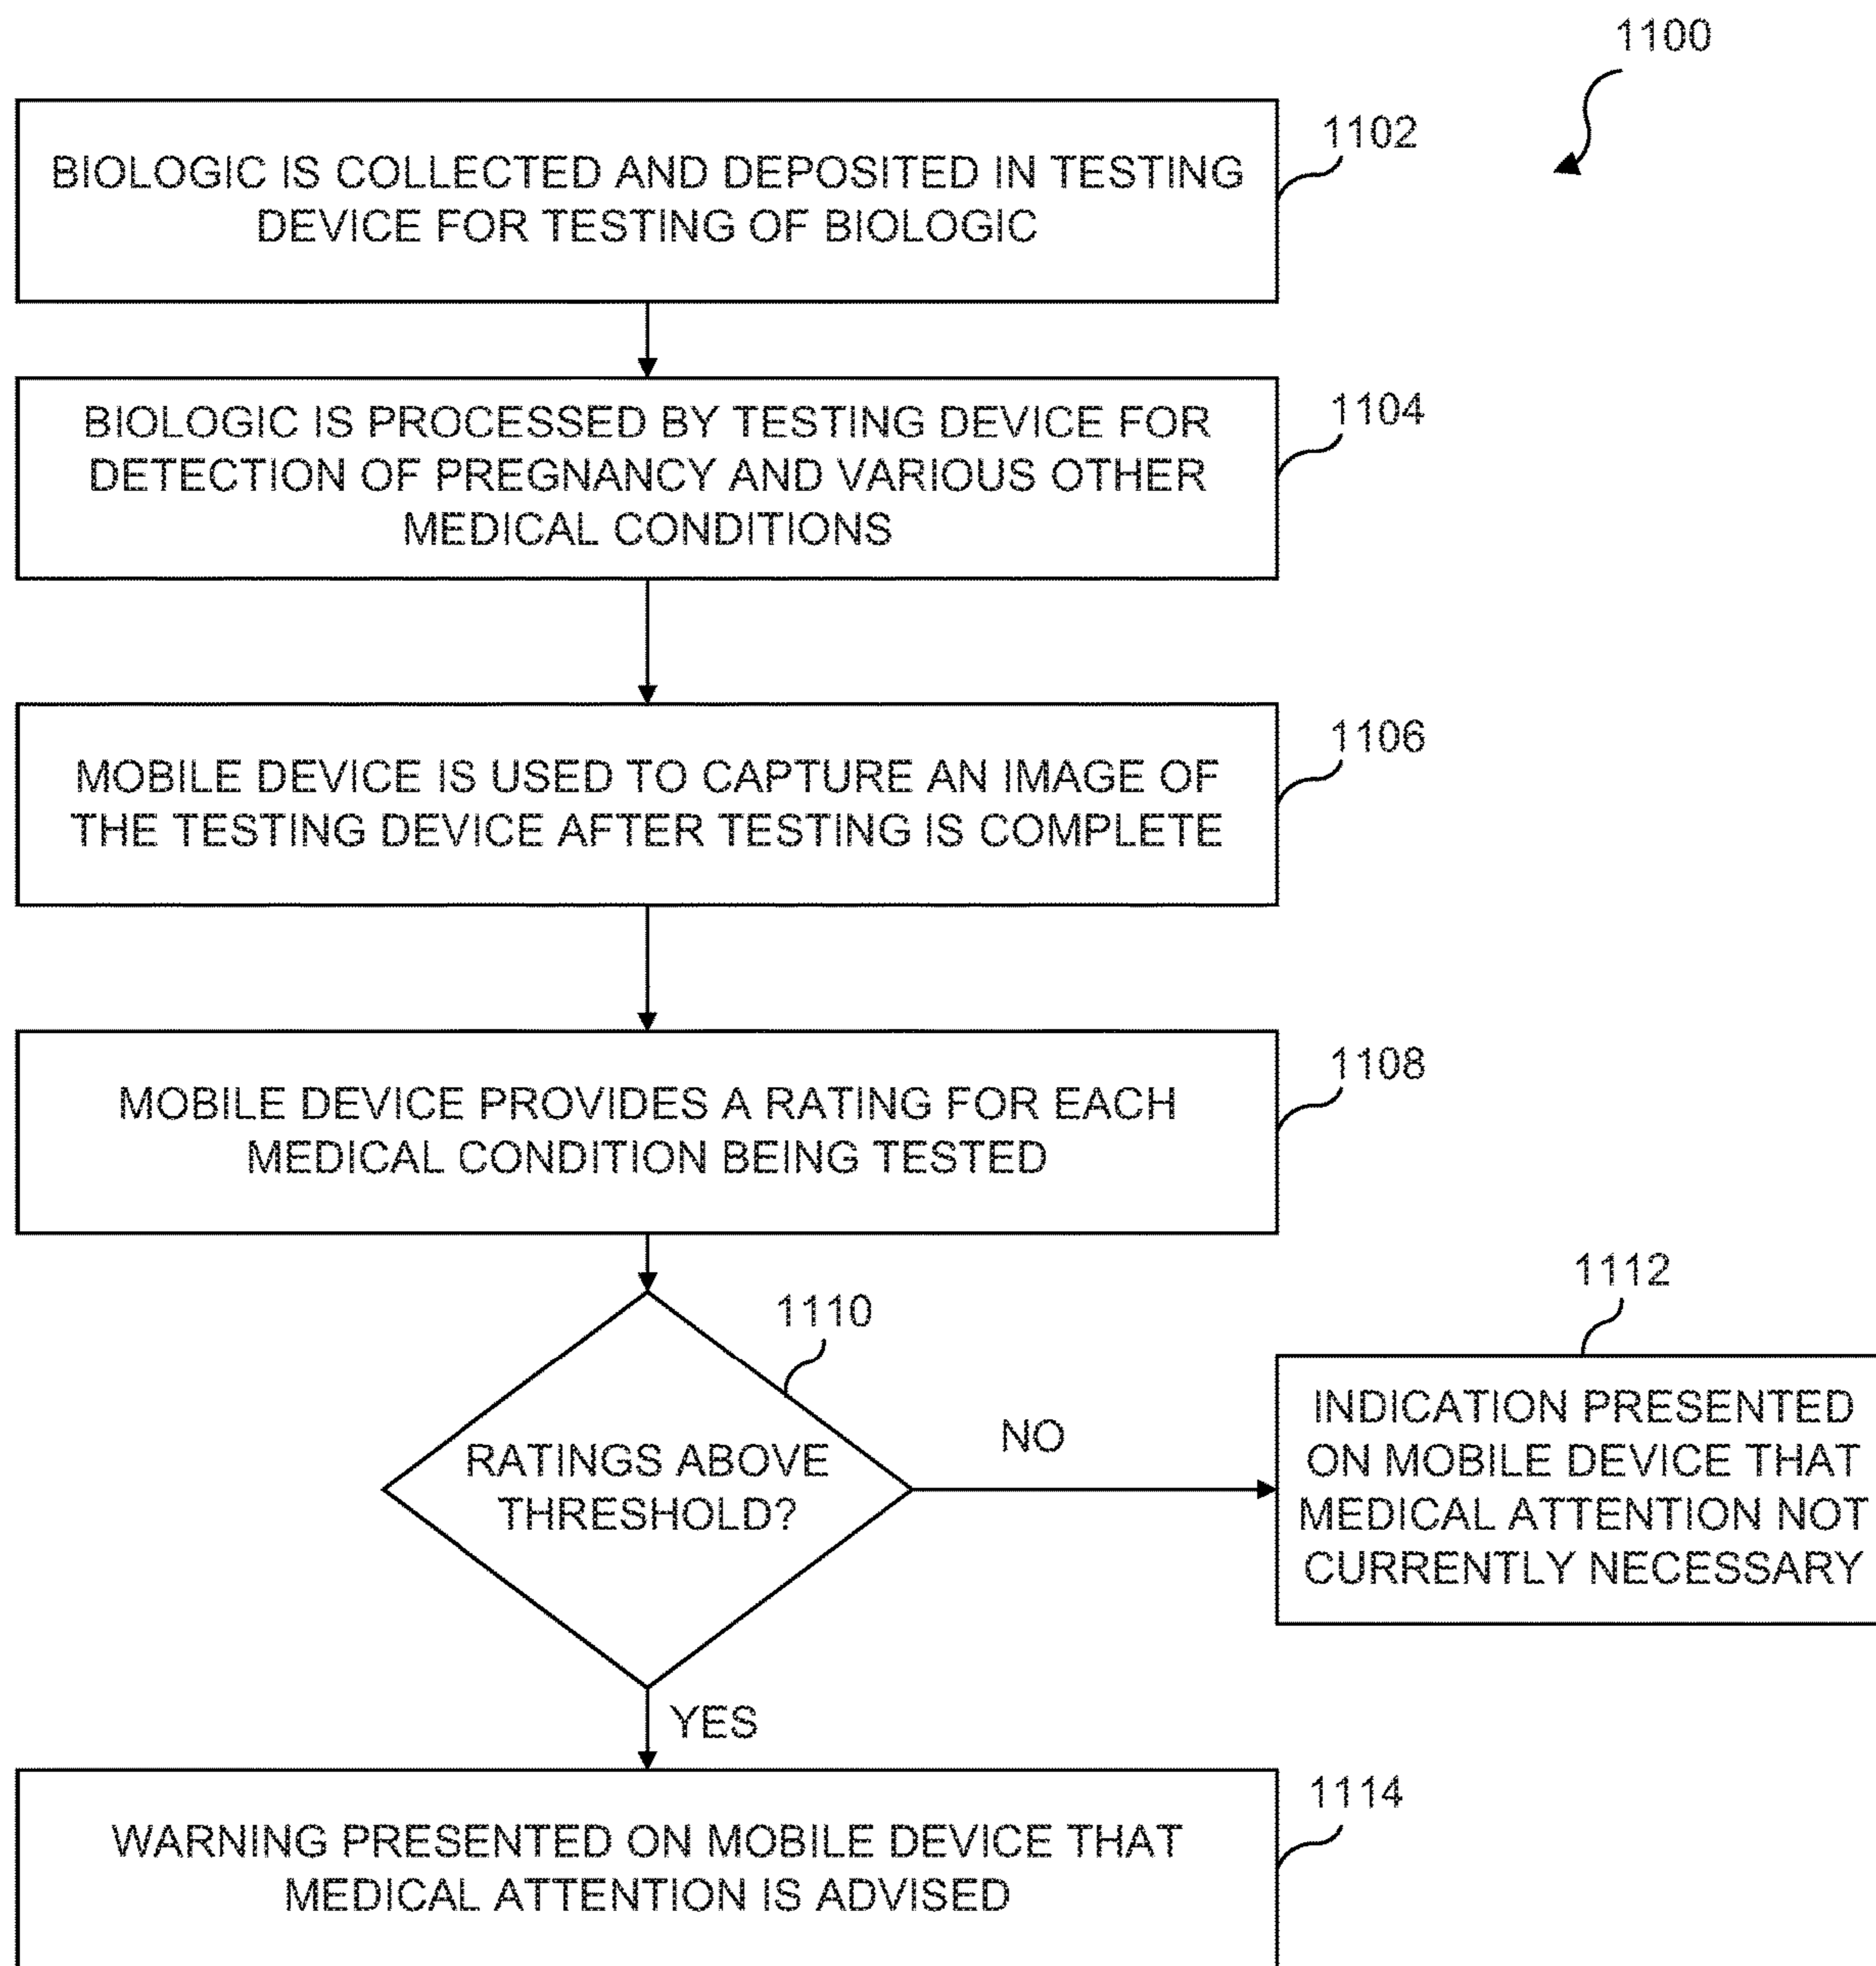 1100
BIOLOGIC IS COLLECTED AND DEPOSITED IN TESTING
DEVICE FOR TESTING OF BIOLOGIC
1102
BIOLOGIC IS PROCESSED BY TESTING DEVICE FOR
DETECTION OF PREGNANCY AND VARIOUS OTHER
MEDICAL CONDITIONS
1104
MOBILE DEVICE IS USED TO CAPTURE AN IMAGE OF
THE TESTING DEVICE AFTER TESTING IS COMPLETE
1106
MOBILE DEVICE PROVIDES A RATING FOR EACH
MEDICAL CONDITION BEING TESTED
1108
1110
RATINGS ABOVE
THRESHOLD?
NO
1112
INDICATION PRESENTED
ON MOBILE DEVICE THAT
MEDICAL ATTENTION NOT
CURRENTLY NECESSARY
YES
WARNING PRESENTED ON MOBILE DEVICE THAT
MEDICAL ATTENTION IS ADVISED
1114